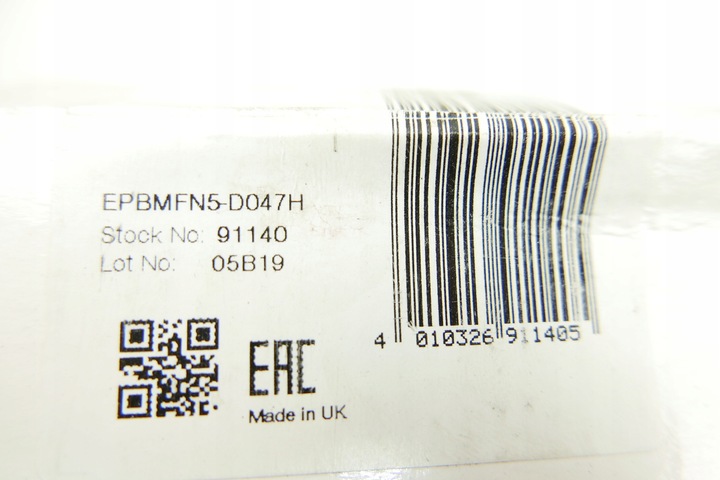 EPBMFN5-D047H
Stock No: 91140
Lot No: 05B19
4 010326 911405
EAC
Made in UK